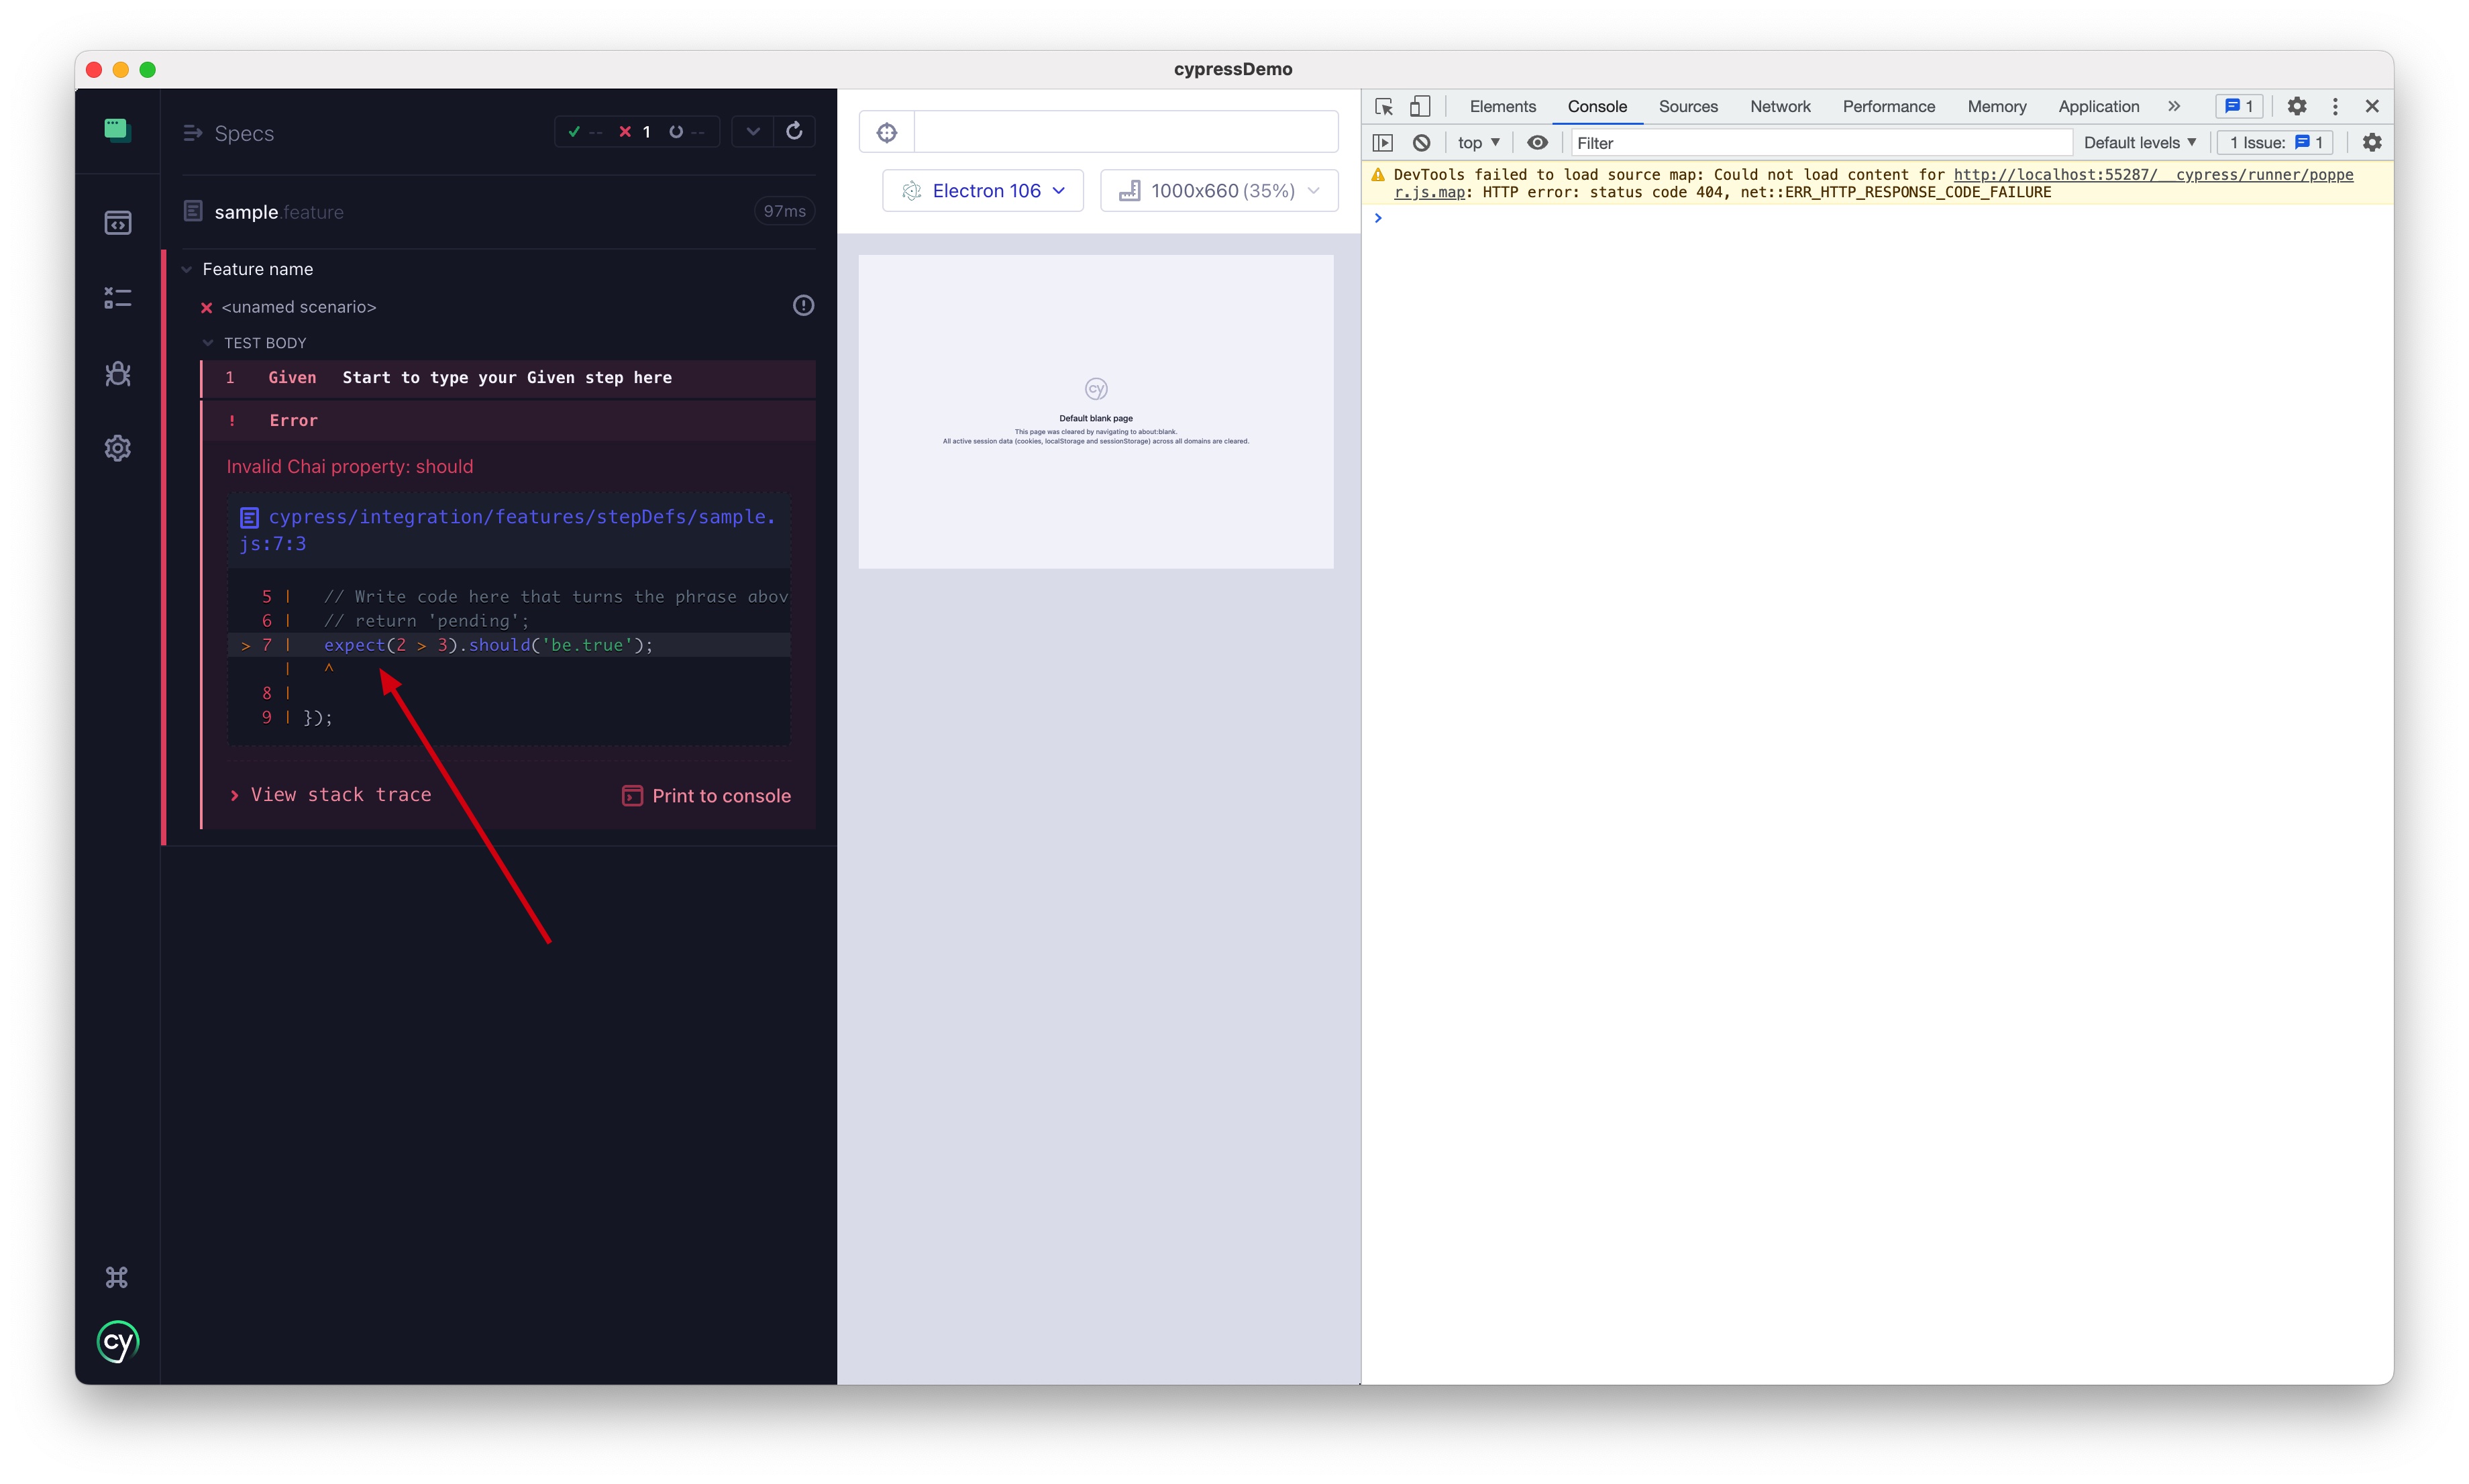 cypressDemo
Specs
-- 1 --
sample.feature
97ms
Feature name
<unamed scenario>
TEST BODY
1 Given Start to type your Given step here
! Error
Invalid Chai property: should
cypress/integration/features/stepDefs/sample.
js:7:3
5 | // Write code here that turns the phrase abov
6 | // return 'pending';
> 7 | expect(2 > 3).should('be.true');
| ^
8 |
9 | });
> View stack trace
Print to console
cy
Electron 106
1000x660 (35%)
cy
Default blank page
This page was cleared by navigating to about:blank.
All active session data (cookies, localStorage and sessionStorage) across all domains are cleared.
Elements Console Sources Network Performance Memory Application » 1
top ▼ Filter Default levels ▼ 1 Issue: 1
DevTools failed to load source map: Could not load content for http://localhost:55287/__cypress/runner/poppe
r.js.map: HTTP error: status code 404, net::ERR_HTTP_RESPONSE_CODE_FAILURE
>